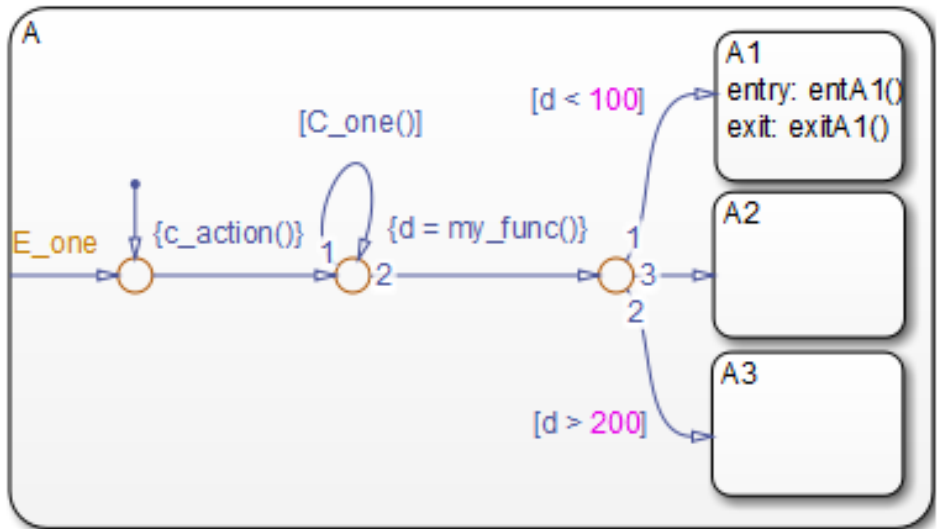 A
A1
entry: entA1()
exit: exitA1()
[d < 100]
[C_one()]
E_one
{c_action()}
1
{d = my_func()}
2
1
3
2
A2
A3
[d > 200]